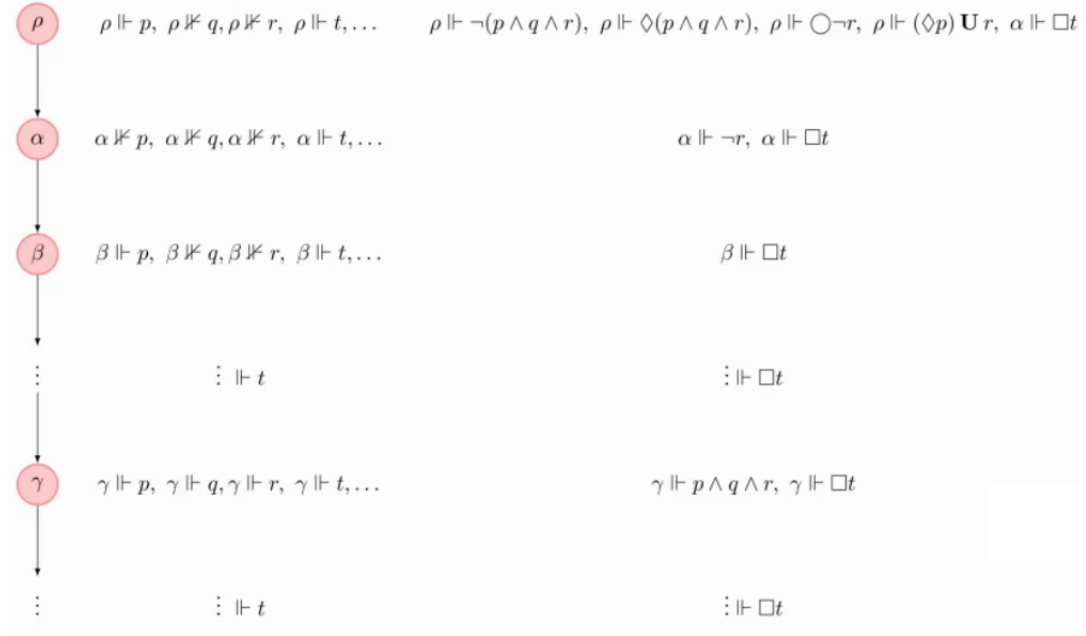 ρ ρ ⊩ p, ρ ⊮ q, ρ ⊮ r, ρ ⊩ t, … ρ ⊩ ¬(p ∧ q ∧ r), ρ ⊩ ◊(p ∧ q ∧ r), ρ ⊩ ◯¬r, ρ ⊩ (◊p) U r, α ⊩ □t
α α ⊮ p, α ⊮ q, α ⊮ r, α ⊩ t, … α ⊩ ¬r, α ⊩ □t
β β ⊩ p, β ⊮ q, β ⊮ r, β ⊩ t, … β ⊩ □t
⋮ ⋮ ⊩ t ⋮ ⊩ □t
γ γ ⊩ p, γ ⊩ q, γ ⊩ r, γ ⊩ t, … γ ⊩ p ∧ q ∧ r, γ ⊩ □t
⋮ ⋮ ⊩ t ⋮ ⊩ □t